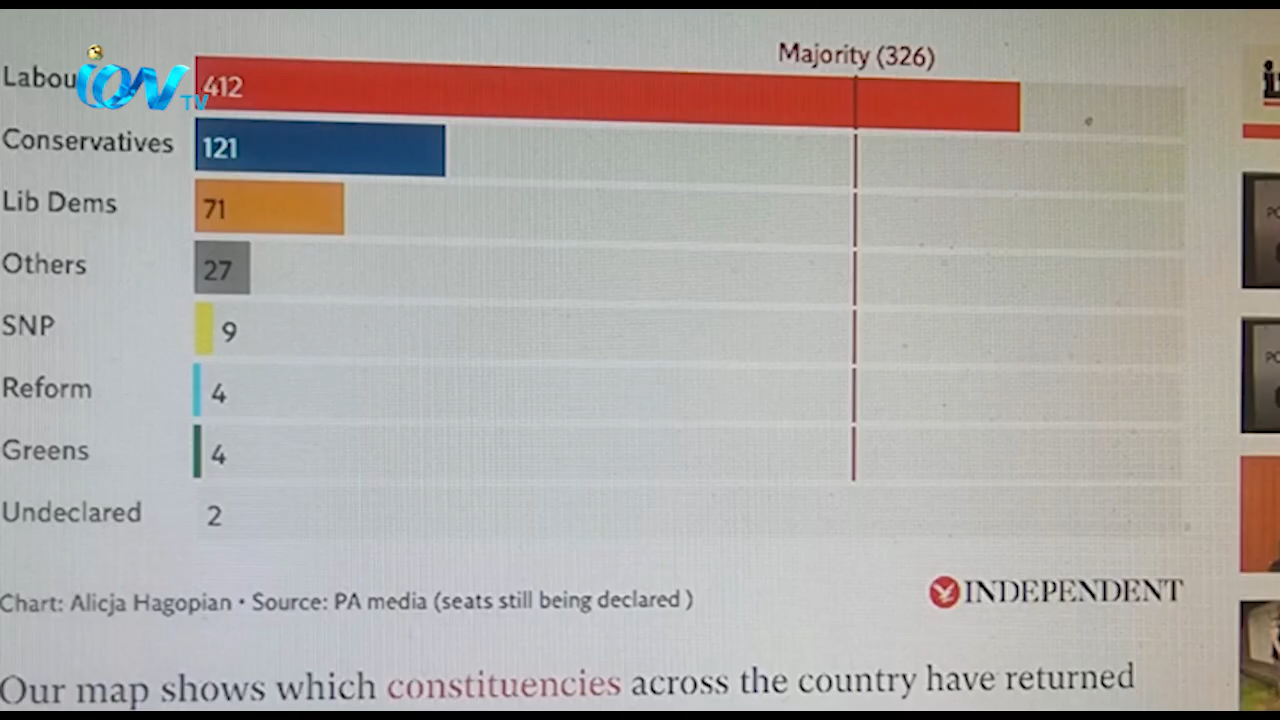 Majority (326)
Labou
iON TV
412
Conservatives 121
Lib Dems 71
Others 27
SNP 9
Reform 4
Greens 4
Undeclared 2
Chart: Alicja Hagopian • Source: PA media (seats still being declared )
INDEPENDENT
Our map shows which constituencies across the country have returned